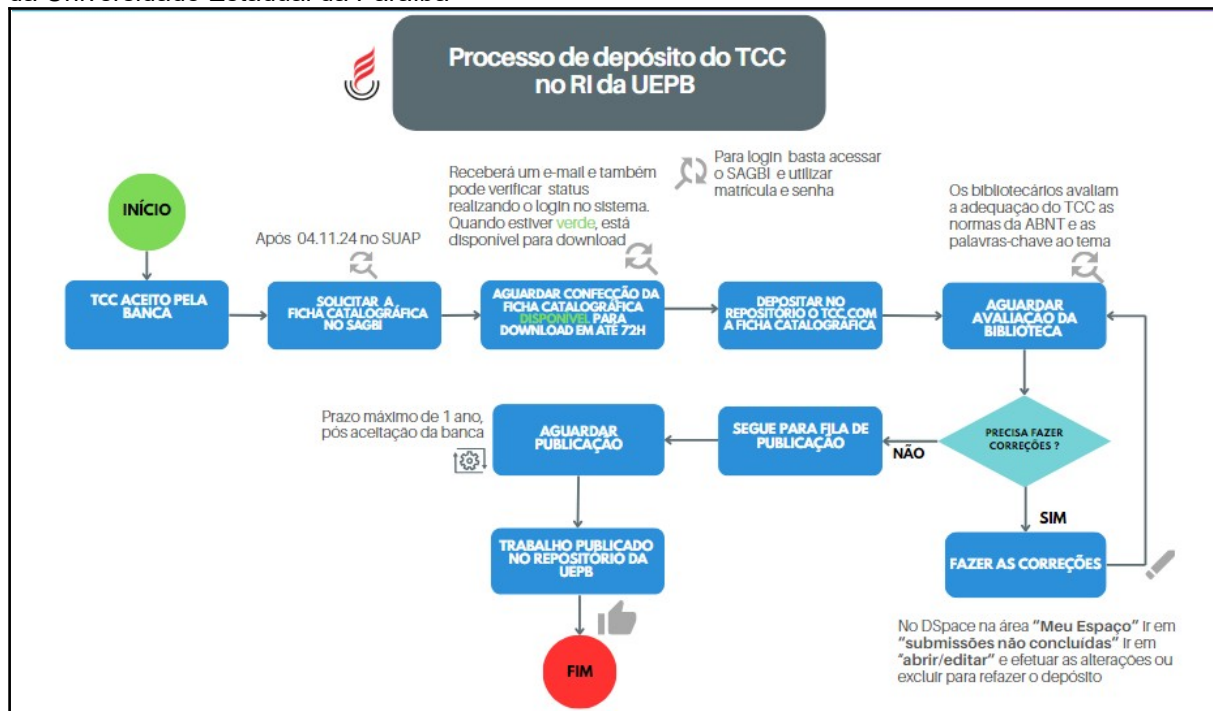 da Universidade Estadual da Paraíba
Processo de depósito do TCC
no RI da UEPB
INÍCIO
Após 04.11.24 no SUAP
Receberá um e-mail e também
pode verificar status
realizando o login no sistema.
Quando estiver verde, está
disponível para download
Para login basta acessar
o SAGBI e utilizar
matrícula e senha
Os bibliotecários avaliam
a adequação do TCC as
normas da ABNT e as
palavras-chave ao tema
TCC ACEITO PELA
BANCA
SOLICITAR A
FICHA CATALOGRÁFICA
NO SAGBI
AGUARDAR CONFECÇÃO DA
FICHA CATALOGRÁFICA
DISPONÍVEL PARA
DOWNLOAD EM ATÉ 72H
DEPOSITAR NO
REPOSITÓRIO O TCC COM
A FICHA CATALOGRÁFICA
AGUARDAR
AVALIAÇÃO DA
BIBLIOTECA
PRECISA FAZER
CORREÇÕES ?
NÃO
SEGUE PARA FILA DE
PUBLICAÇÃO
AGUARDAR
PUBLICAÇÃO
Prazo máximo de 1 ano,
pós aceitação da banca
SIM
FAZER AS CORREÇÕES
No DSpace na área "Meu Espaço" Ir em
"submissões não concluídas" Ir em
"abrir/editar" e efetuar as alterações ou
excluir para refazer o depósito
TRABALHO PUBLICADO
NO REPOSITÓRIO DA
UEPB
FIM